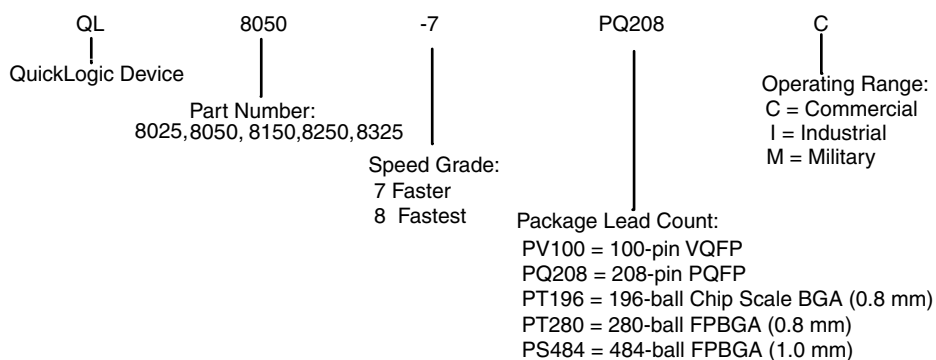 QL 8050 -7 PQ208 C
QuickLogic Device
Part Number:
8025,8050, 8150,8250,8325
Speed Grade:
7 Faster
8 Fastest
Package Lead Count:
PV100 = 100-pin VQFP
PQ208 = 208-pin PQFP
PT196 = 196-ball Chip Scale BGA (0.8 mm)
PT280 = 280-ball FPBGA (0.8 mm)
PS484 = 484-ball FPBGA (1.0 mm)
Operating Range:
C = Commercial
I = Industrial
M = Military